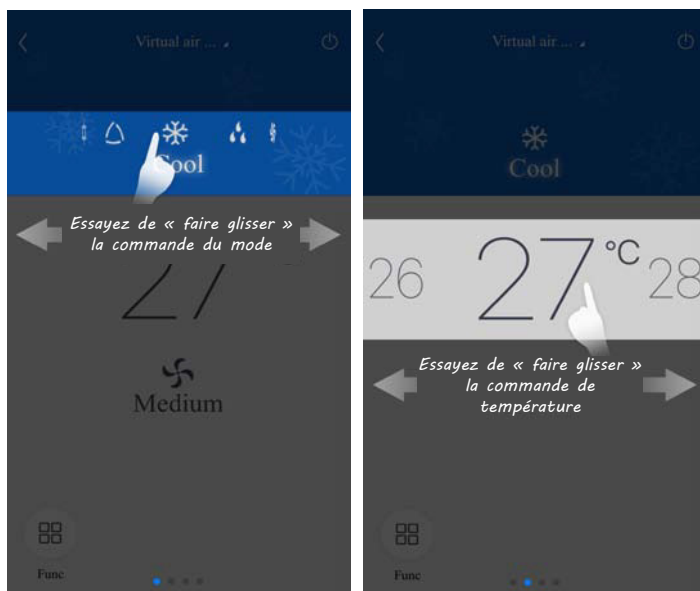 Virtual air ...
Cool
Essayez de « faire glisser »
la commande du mode
27
Medium
Func
Virtual air ...
Cool
26 27°C 28
Essayez de « faire glisser »
la commande de
température
Func